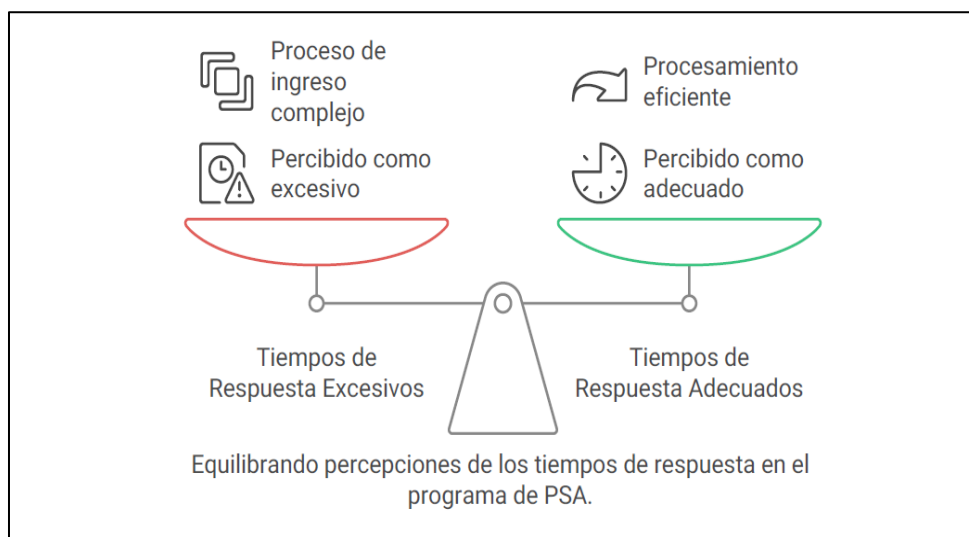 Proceso de
ingreso
complejo
Percibido como
excesivo
Procesamiento
eficiente
Percibido como
adecuado
Tiempos de
Respuesta Excesivos
Tiempos de
Respuesta Adecuados
Equilibrando percepciones de los tiempos de respuesta en el
programa de PSA.